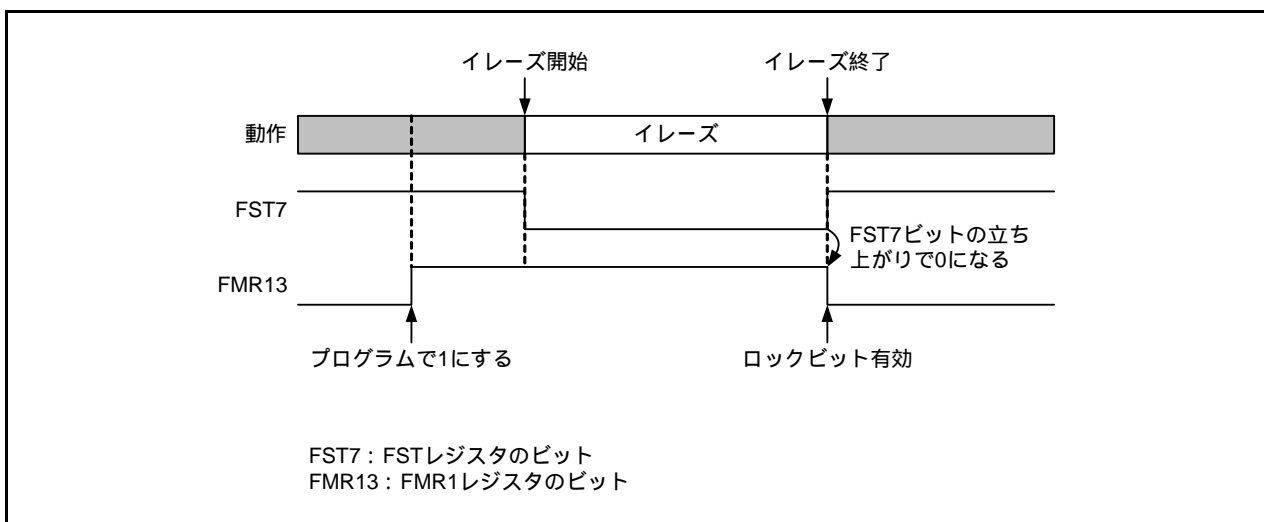 イレーズ開始
イレーズ終了
動作
イレーズ
FST7
FST7ビットの立ち
上がりで0になる
FMR13
プログラムで1にする
ロックビット有効
FST7：FSTレジスタのビット
FMR13：FMR1レジスタのビット